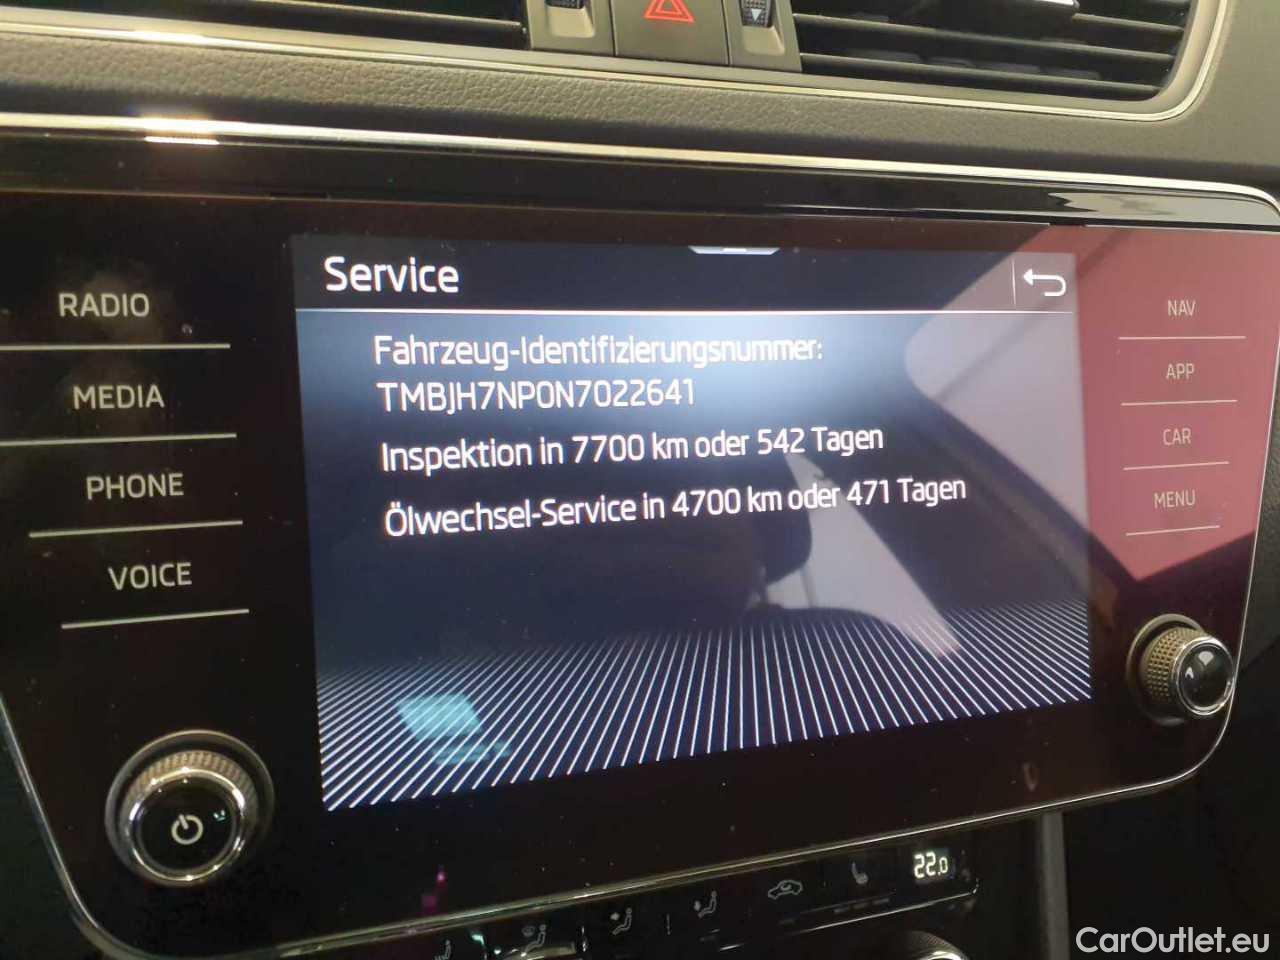 Service
Fahrzeug-Identifizierungsnummer:
TMBJH7NP0N7022641
Inspektion in 7700 km oder 542 Tagen
Ölwechsel-Service in 4700 km oder 471 Tagen
RADIO
MEDIA
PHONE
VOICE
NAV
APP
CAR
MENU
22.0
CarOutlet.eu